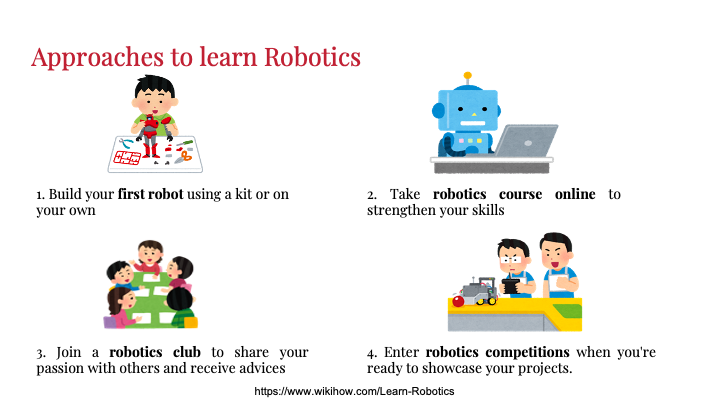 Approaches to learn Robotics
1. Build your first robot using a kit or on
your own
2. Take robotics course online to
strengthen your skills
3. Join a robotics club to share your
passion with others and receive advices
4. Enter robotics competitions when you're
ready to showcase your projects.
https://www.wikihow.com/Learn-Robotics